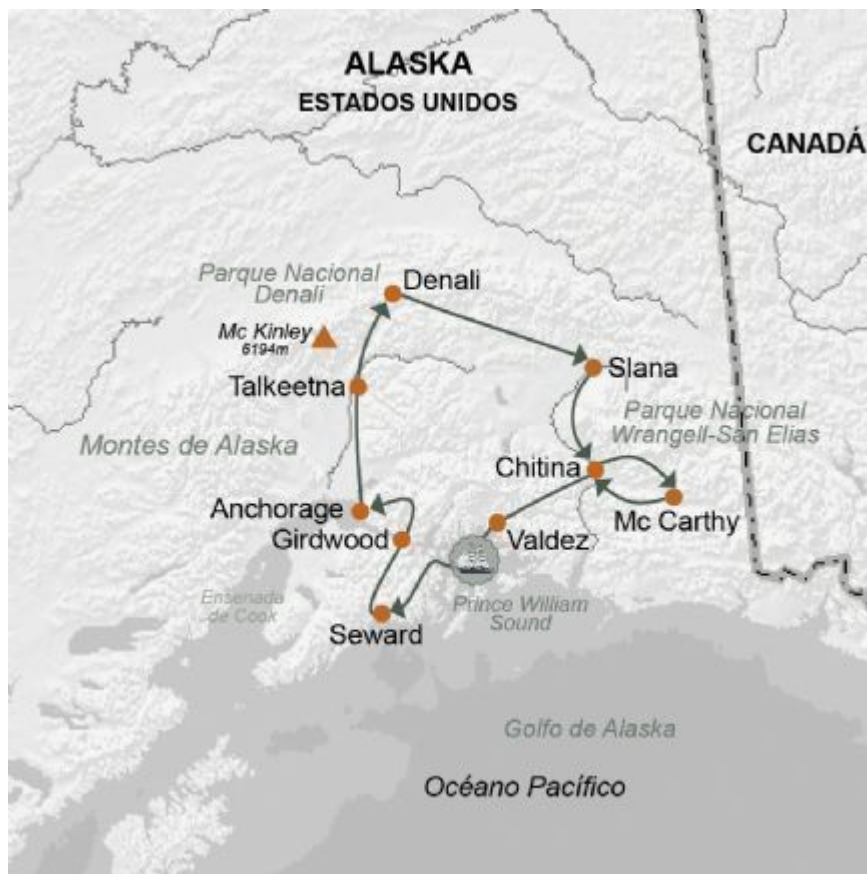 ALASKA
ESTADOS UNIDOS
CANADÁ
Parque Nacional
Denali
Denali
Mc Kinley
6194m
Talkeetna
Slana
Parque Nacional
Wrangell-San Elias
Montes de Alaska
Chitina
Mc Carthy
Anchorage
Girdwood
Valdez
Ensenada
de Cook
Prince William
Sound
Seward
Golfo de Alaska
Océano Pacífico